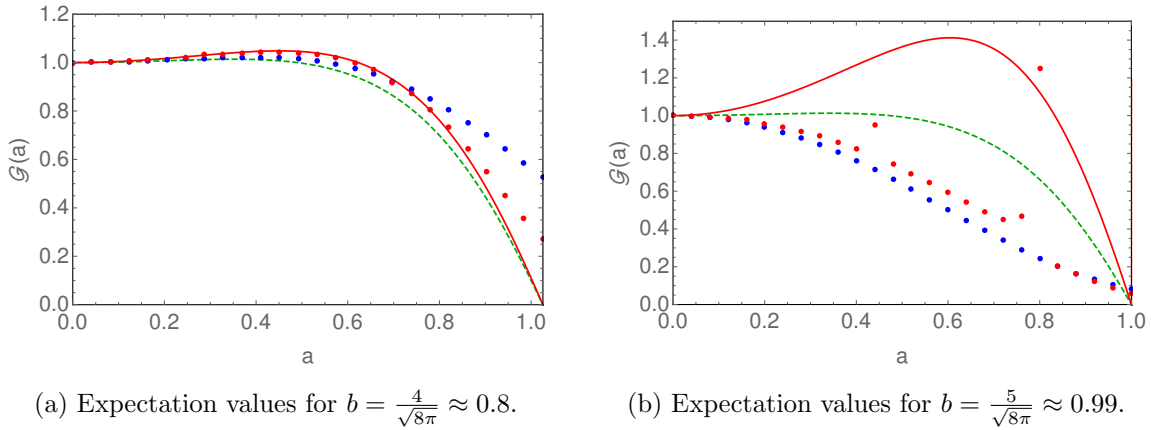 1.2
1.0
0.8
0.6
0.4
0.2
0.0
𝒢(a)
0.0 0.2 0.4 0.6 0.8 1.0
a
1.4
1.2
1.0
0.8
0.6
0.4
0.2
0.0
𝒢(a)
0.0 0.2 0.4 0.6 0.8 1.0
a
(a) Expectation values for b = 4/√8π ≈ 0.8.
(b) Expectation values for b = 5/√8π ≈ 0.99.